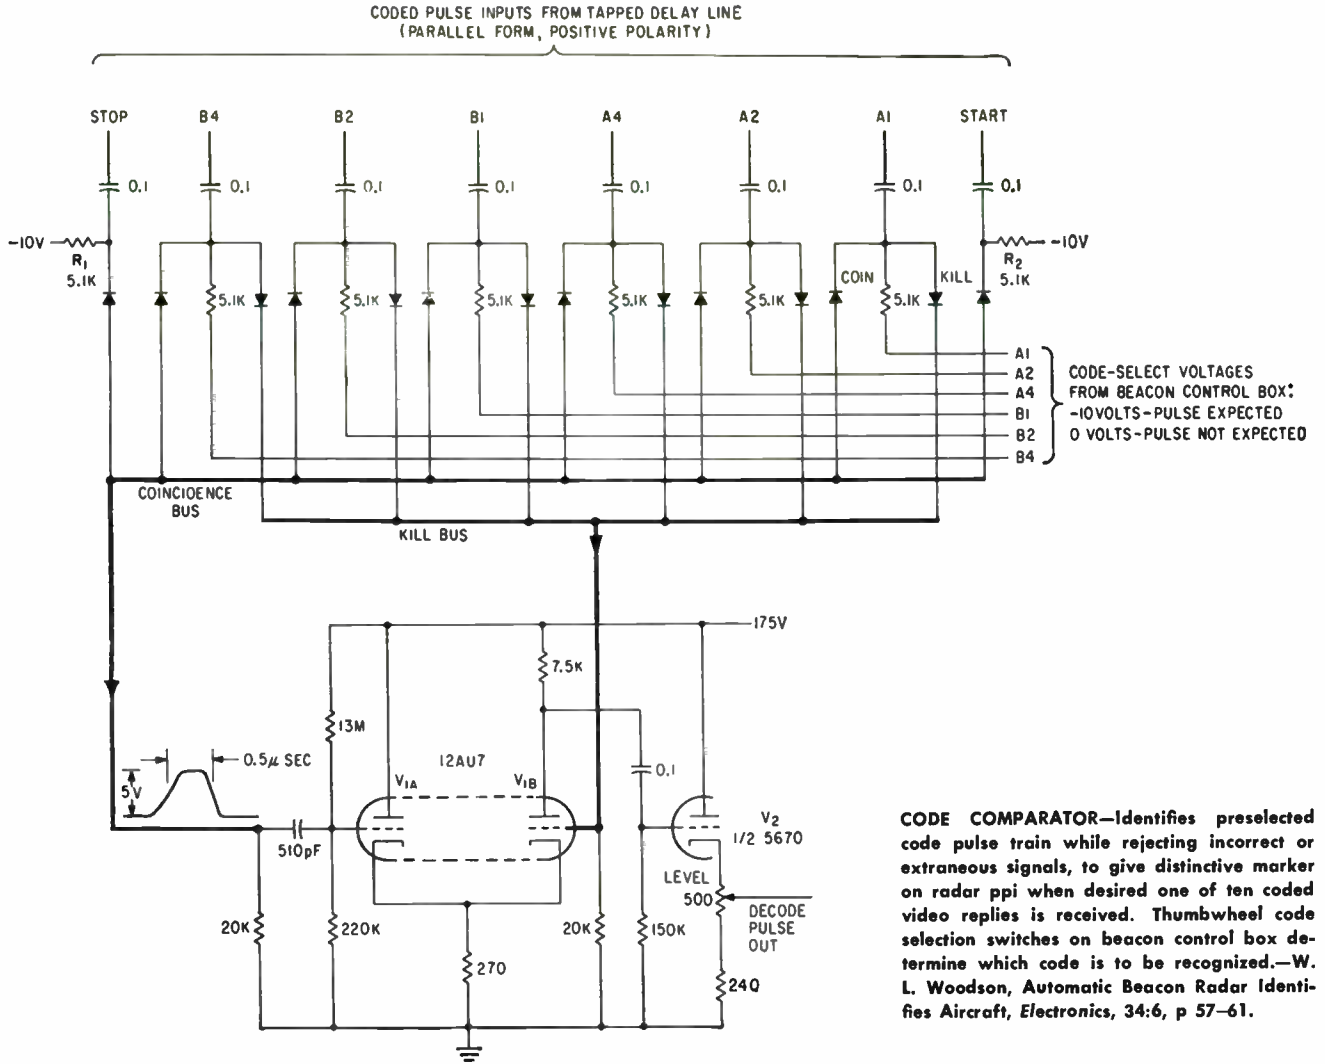 CODED PULSE INPUTS FROM TAPPED DELAY LINE
(PARALLEL FORM, POSITIVE POLARITY)
STOP B4 B2 B1 A4 A2 A1 START
0.1 0.1 0.1 0.1 0.1 0.1 0.1 0.1
-10V R1 5.1K
-10V R2 5.1K
COIN KILL
5.1K 5.1K 5.1K 5.1K 5.1K 5.1K
A1
A2
A4
B1
B2
B4
CODE-SELECT VOLTAGES
FROM BEACON CONTROL BOX:
-10VOLTS-PULSE EXPECTED
0 VOLTS-PULSE NOT EXPECTED
COINCIDENCE
BUS
KILL BUS
175V
7.5K
13M
12AU7
0.5μ SEC
5V
V1A V1B
0.1
V2
1/2 5670
510pF
LEVEL
500
DECODE
PULSE
OUT
20K 220K 20K 150K
270
240
CODE COMPARATOR—Identifies preselected
code pulse train while rejecting incorrect or
extraneous signals, to give distinctive marker
on radar ppi when desired one of ten coded
video replies is received. Thumbwheel code
selection switches on beacon control box de-
termine which code is to be recognized.—W.
L. Woodson, Automatic Beacon Radar Identi-
fies Aircraft, Electronics, 34:6, p 57–61.